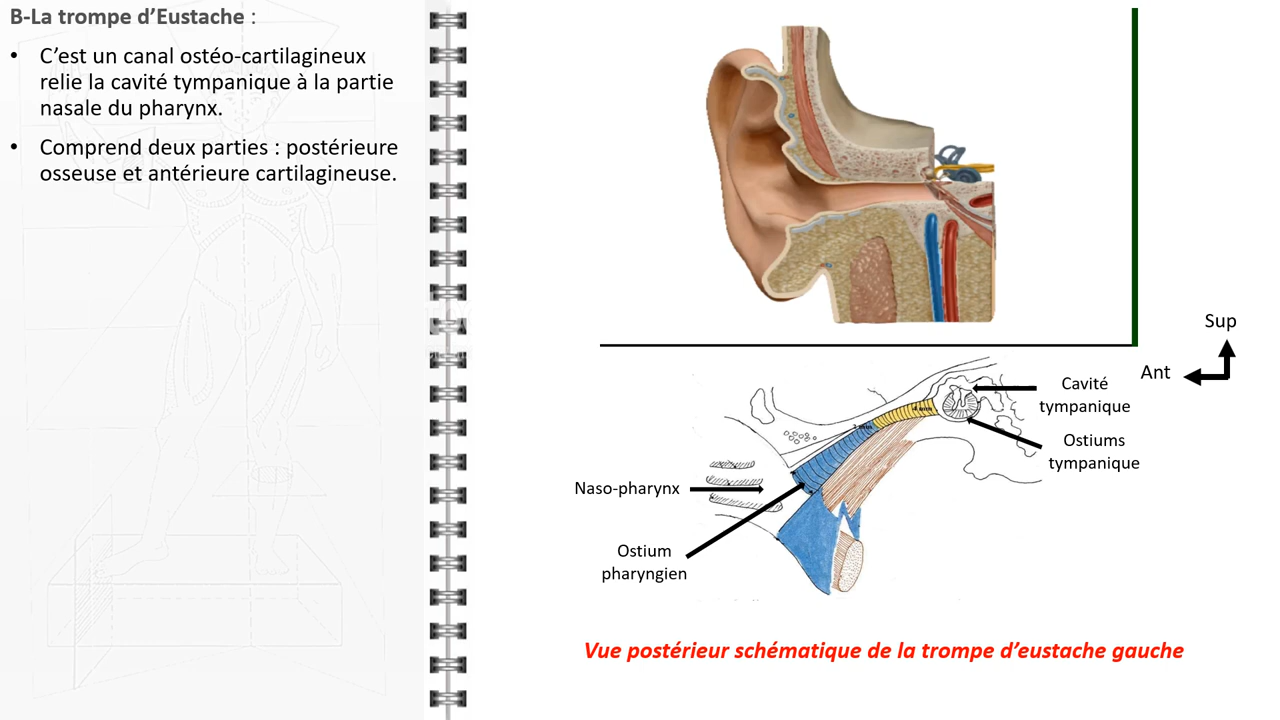 B-La trompe d’Eustache :
• C’est un canal ostéo-cartilagineux
relie la cavité tympanique à la partie
nasale du pharynx.
• Comprend deux parties : postérieure
osseuse et antérieure cartilagineuse.
Sup
Ant
Cavité
tympanique
Ostiums
tympanique
Naso-pharynx
Ostium
pharyngien
Vue postérieur schématique de la trompe d’eustache gauche